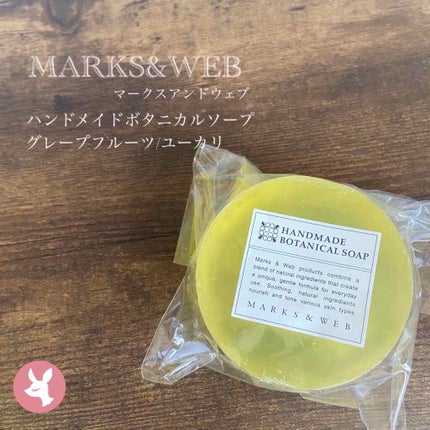 MARKS&WEB
マークスアンドウェブ
ハンドメイドボタニカルソープ
グレープフルーツ/ユーカリ
HANDMADE
BOTANICAL SOAP
Marks & Web products combine a
blend of natural ingredients that create
a unique, gentle formula for everyday
use. Soothing, natural ingredients
nourish and tone various skin types.
MARKS & WEB